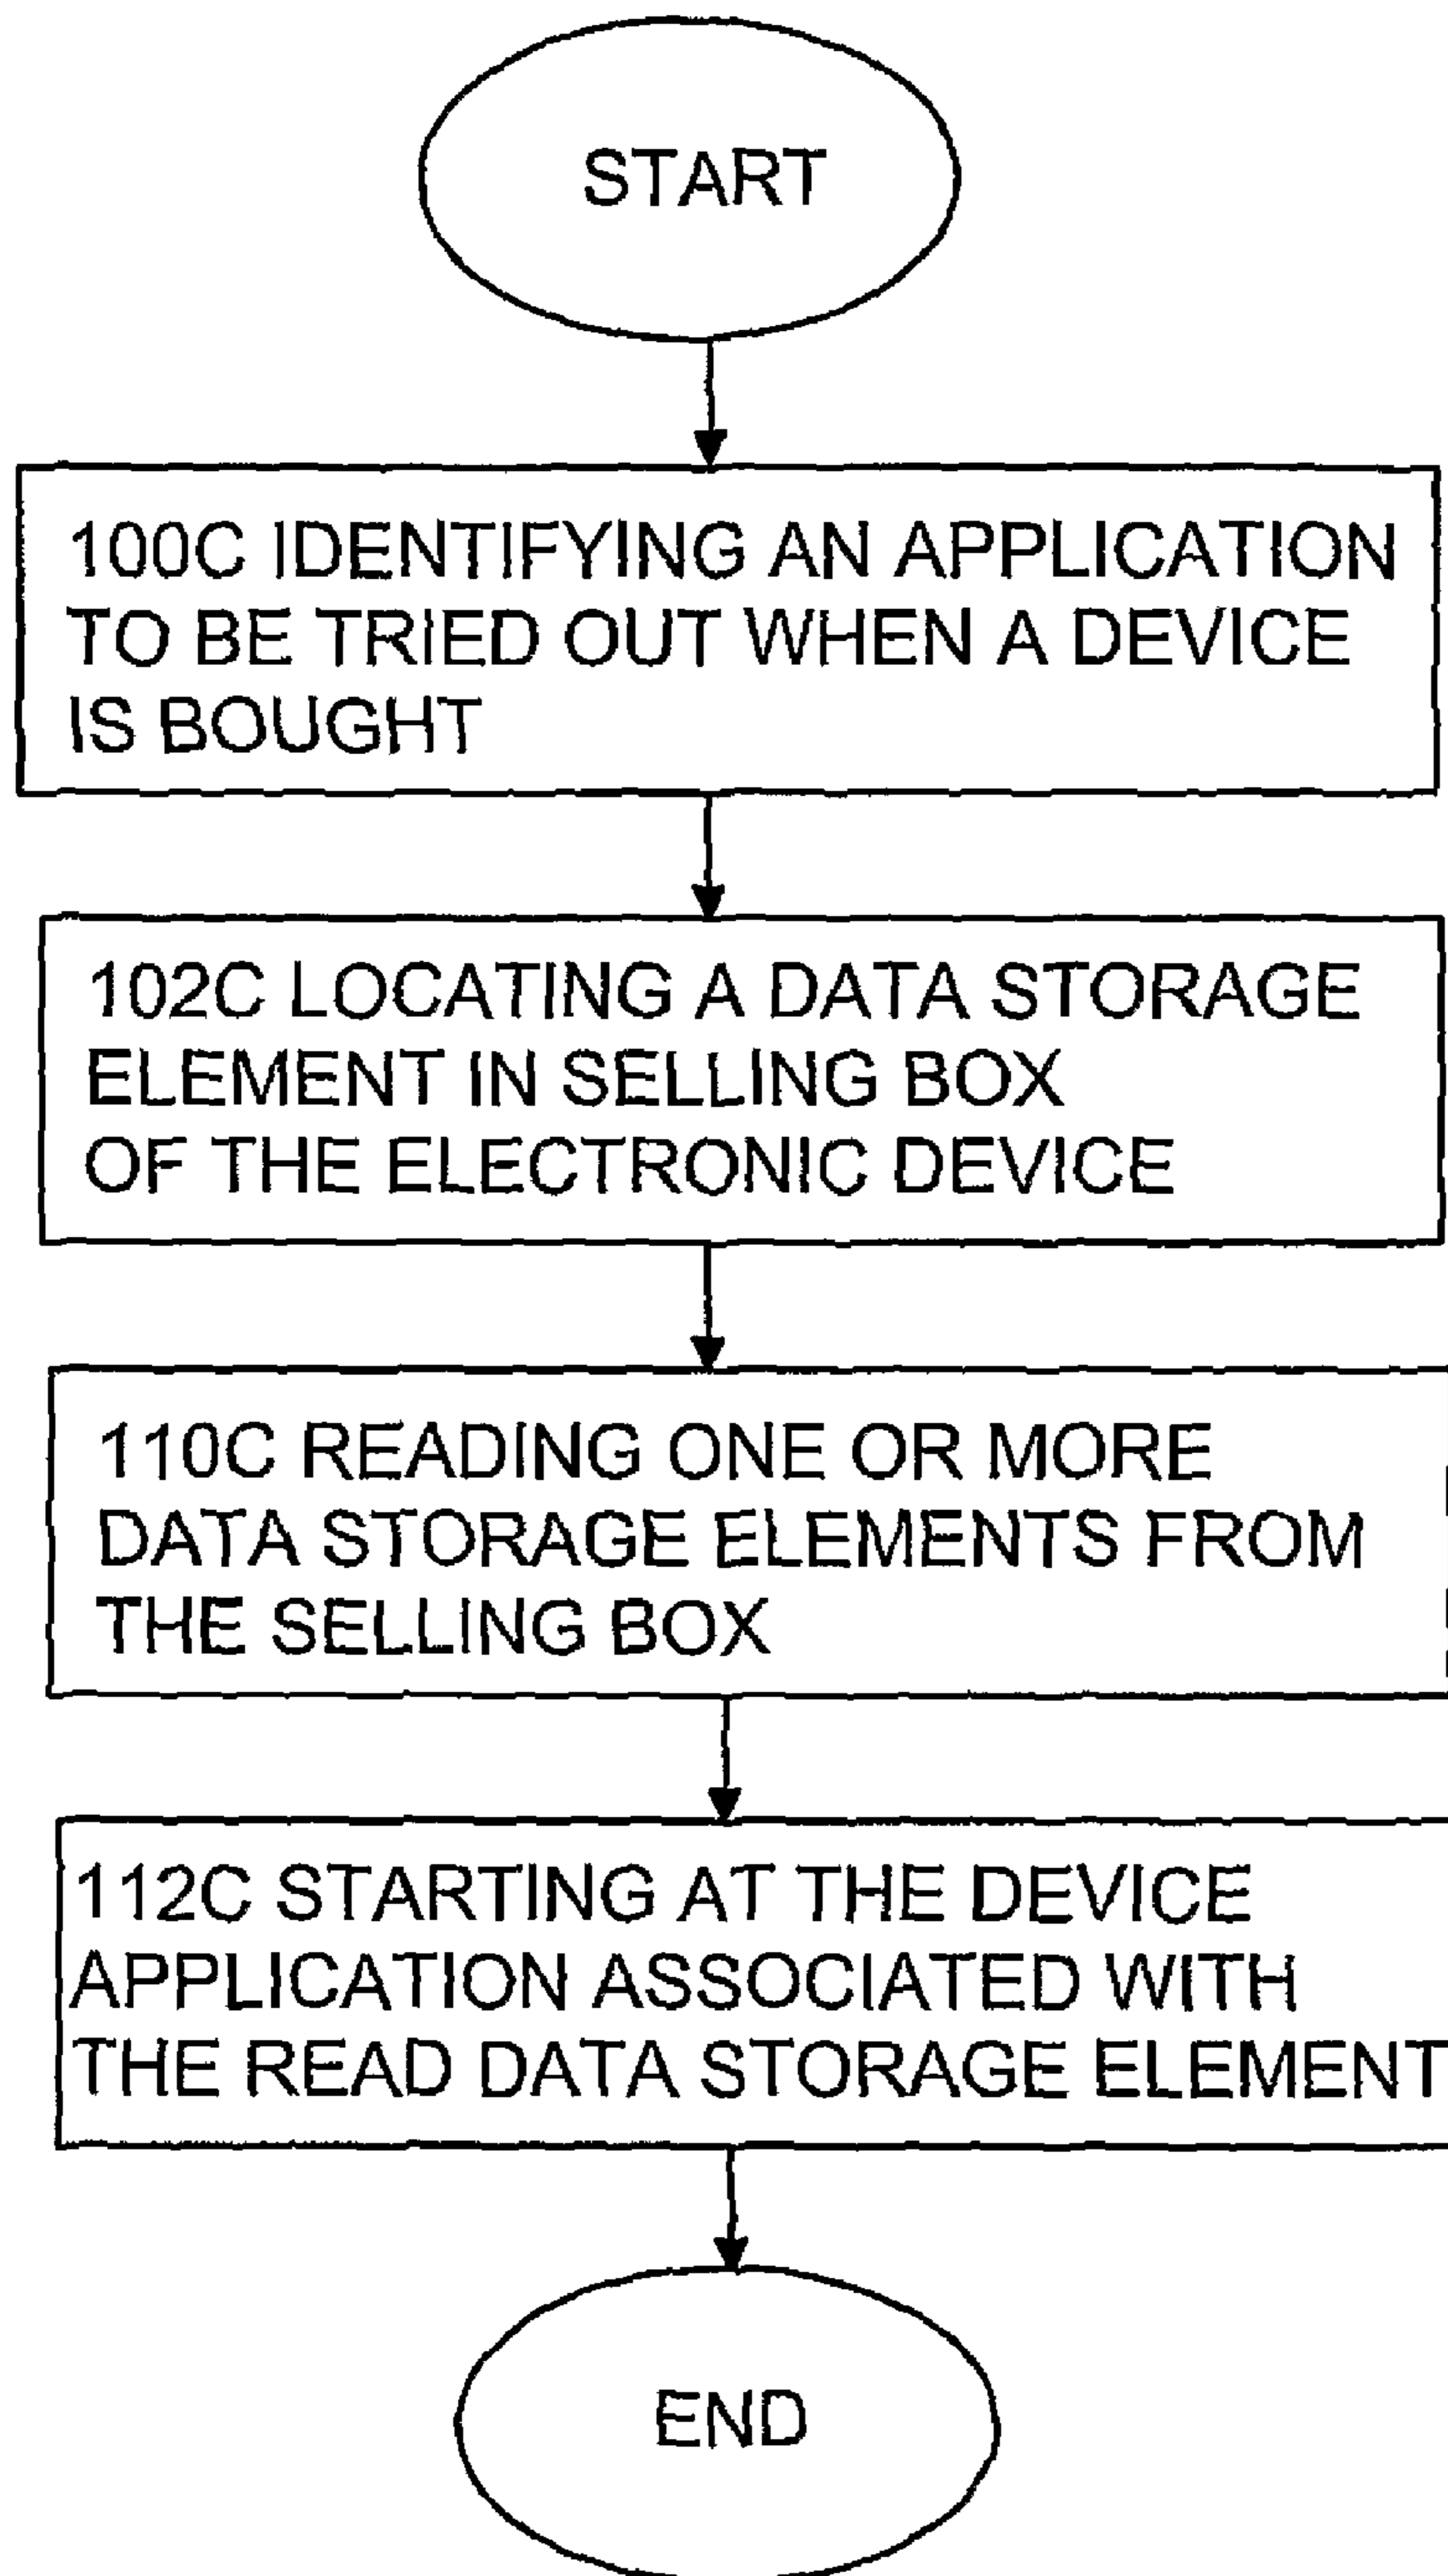 START
100C IDENTIFYING AN APPLICATION
TO BE TRIED OUT WHEN A DEVICE
IS BOUGHT
102C LOCATING A DATA STORAGE
ELEMENT IN SELLING BOX
OF THE ELECTRONIC DEVICE
110C READING ONE OR MORE
DATA STORAGE ELEMENTS FROM
THE SELLING BOX
112C STARTING AT THE DEVICE
APPLICATION ASSOCIATED WITH
THE READ DATA STORAGE ELEMENT
END